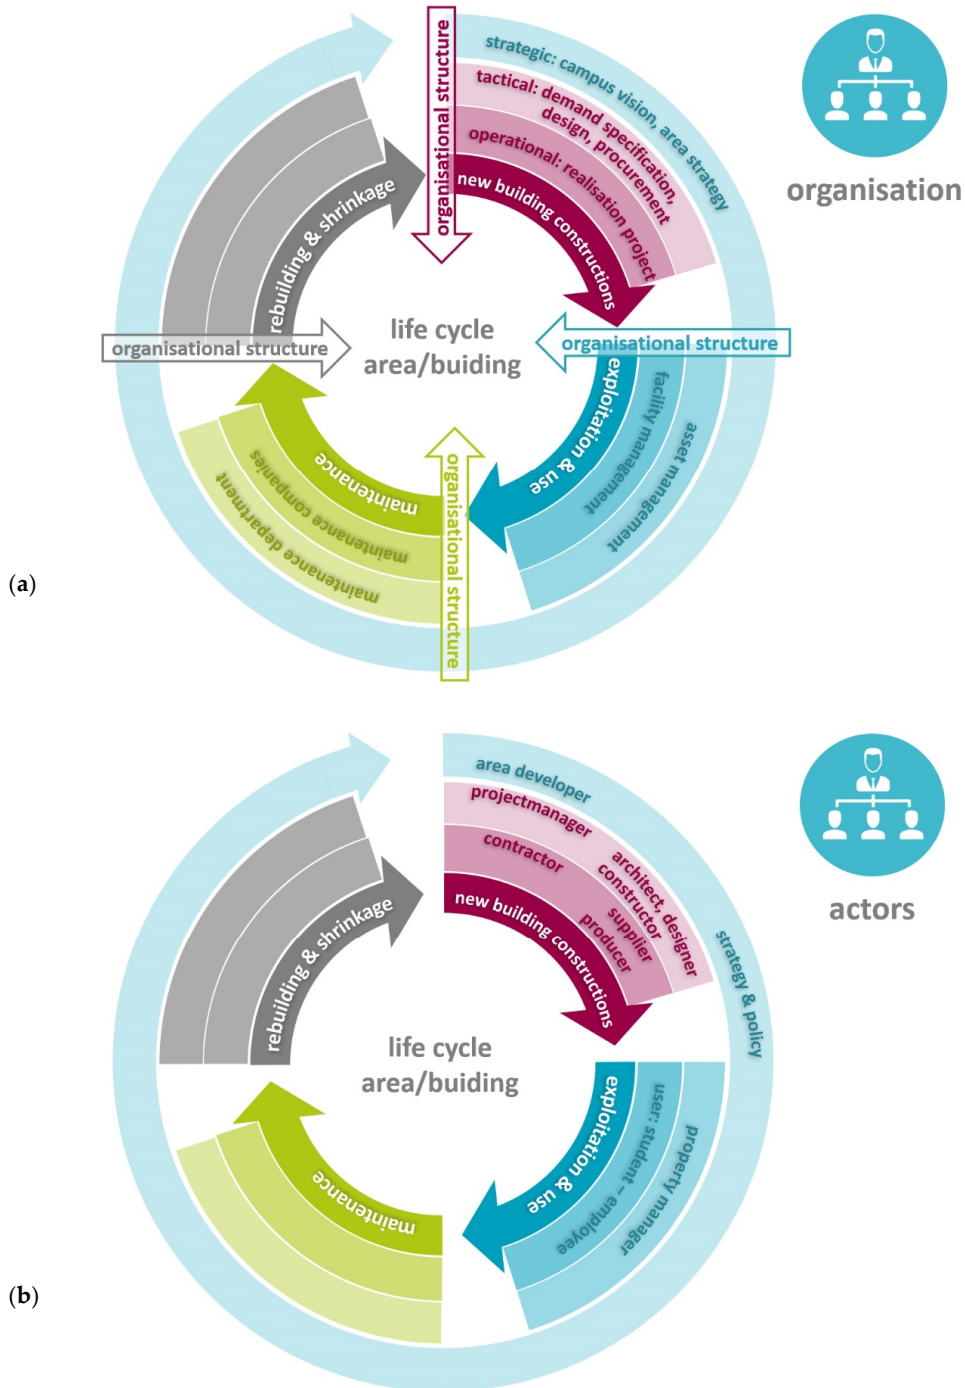 organisational structure
strategic: campus vision, area strategy
tactical: demand specification,
design, procurement
operational: realisation project
new building constructions
organisation
rebuilding & shrinkage
organisational structure
life cycle
area/buiding
organisational structure
exploitation & use
facility management
asset management
maintenance
maintenance companies
maintenance department
organisational structure
(a)
area developer
projectmanager
architect, designer
constructor
contractor
supplier
producer
new building constructions
actors
strategy & policy
rebuilding & shrinkage
life cycle
area/buiding
exploitation & use
user: student – employee
property manager
maintenance
(b)